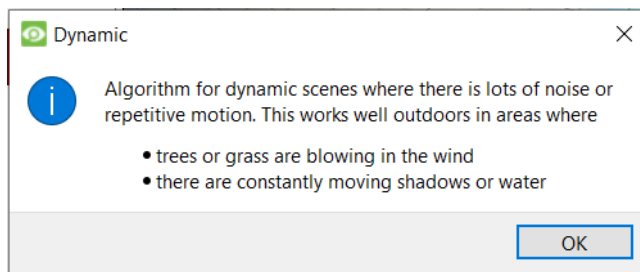 Dynamic
Algorithm for dynamic scenes where there is lots of noise or
repetitive motion. This works well outdoors in areas where
• trees or grass are blowing in the wind
• there are constantly moving shadows or water
OK